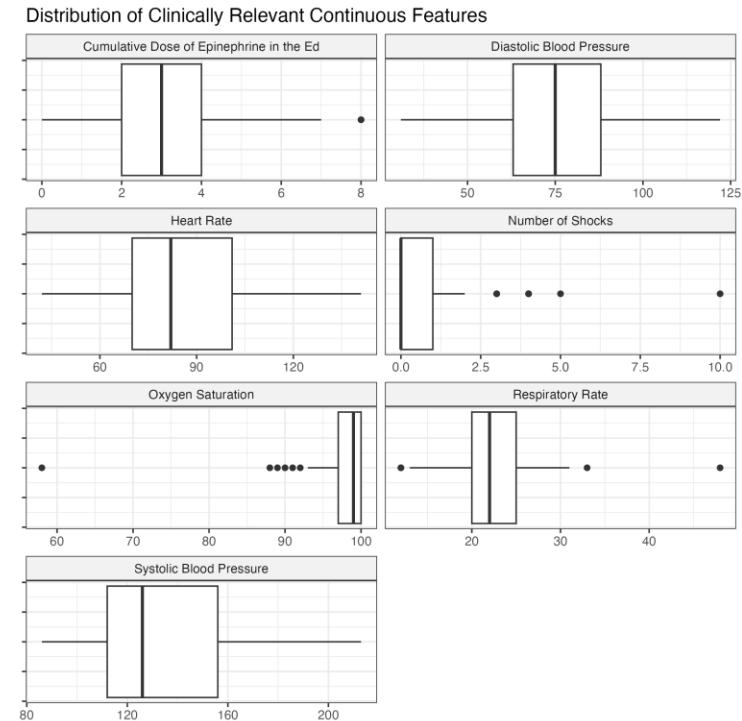 Distribution of Clinically Relevant Continuous Features
Cumulative Dose of Epinephrine in the Ed
Diastolic Blood Pressure
0 2 4 6 8
50 75 100 125
Heart Rate
Number of Shocks
60 90 120
0.0 2.5 5.0 7.5 10.0
Oxygen Saturation
Respiratory Rate
60 70 80 90 100
20 30 40
Systolic Blood Pressure
80 120 160 200